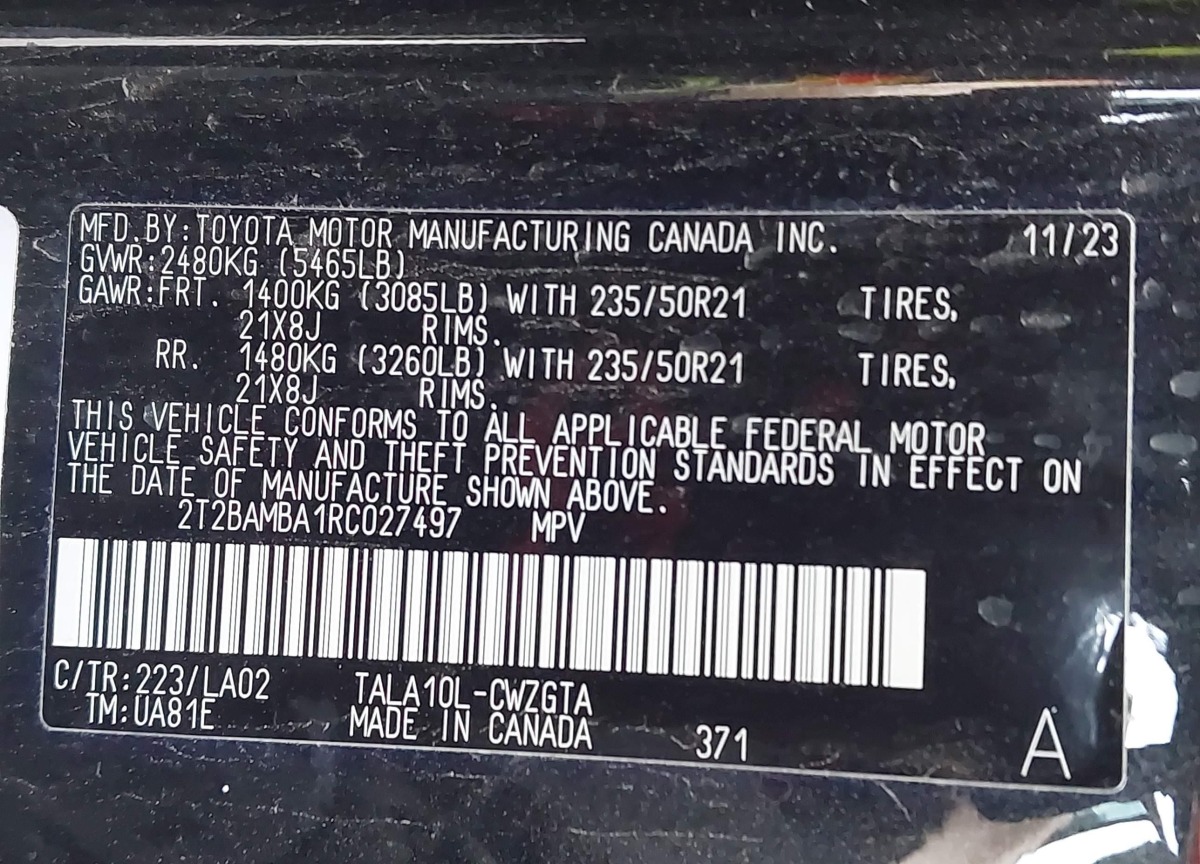 MFD.BY:TOYOTA MOTOR MANUFACTURING CANADA INC. 11/23
GVWR:2480KG (5465LB)
GAWR:FRT. 1400KG (3085LB) WITH 235/50R21 TIRES,
21X8J RIMS.
RR. 1480KG (3260LB) WITH 235/50R21 TIRES,
21X8J RIMS.
THIS VEHICLE CONFORMS TO ALL APPLICABLE FEDERAL MOTOR
VEHICLE SAFETY AND THEFT PREVENTION STANDARDS IN EFFECT ON
THE DATE OF MANUFACTURE SHOWN ABOVE.
2T2BAMBA1RC027497 MPV
C/TR:223/LA02 TALA10L-CWZGTA
TM:UA81E MADE IN CANADA 371 A